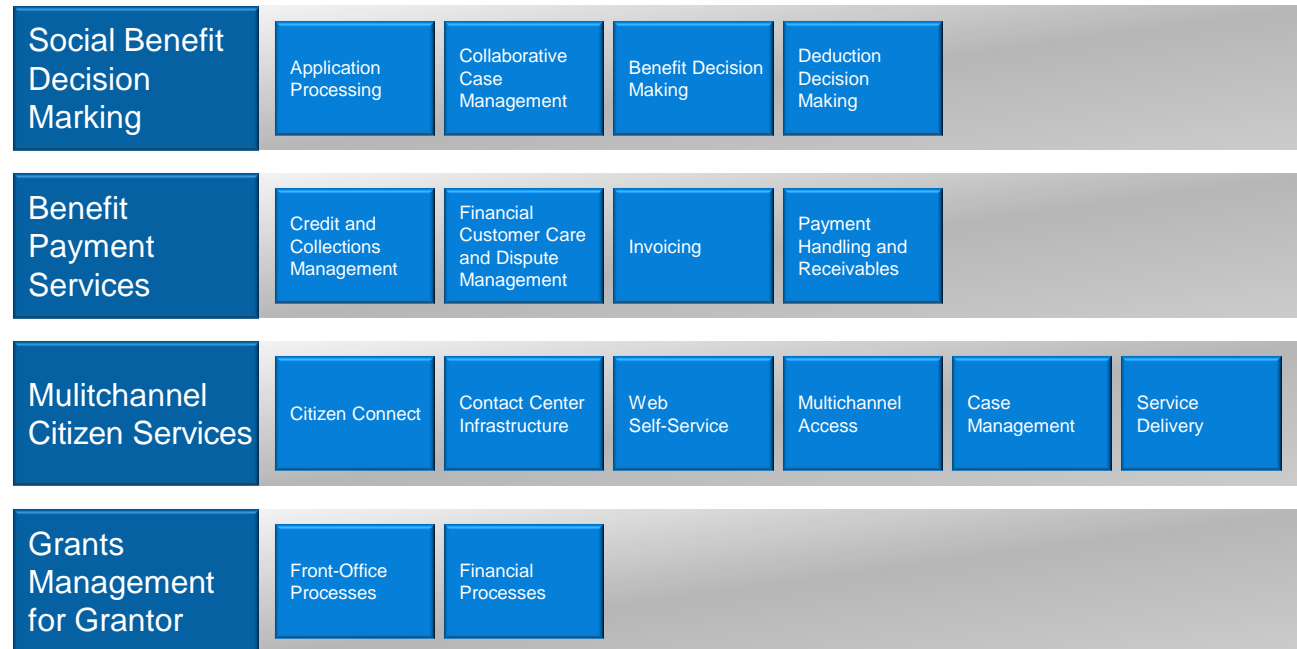 Social Benefit
Decision
Marking
Application
Processing
Collaborative
Case
Management
Benefit Decision
Making
Deduction
Decision
Making
Benefit
Payment
Services
Credit and
Collections
Management
Financial
Customer Care
and Dispute
Management
Invoicing
Payment
Handling and
Receivables
Mulitchannel
Citizen Services
Citizen Connect
Contact Center
Infrastructure
Web
Self-Service
Multichannel
Access
Case
Management
Service
Delivery
Grants
Management
for Grantor
Front-Office
Processes
Financial
Processes